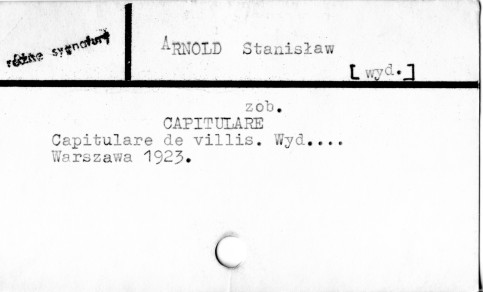 różne sygnatury
ARNOLD Stanisław
[wyd.]
zob.
CAPITULARE
Capitulare de villis. Wyd....
Warszawa 1923.